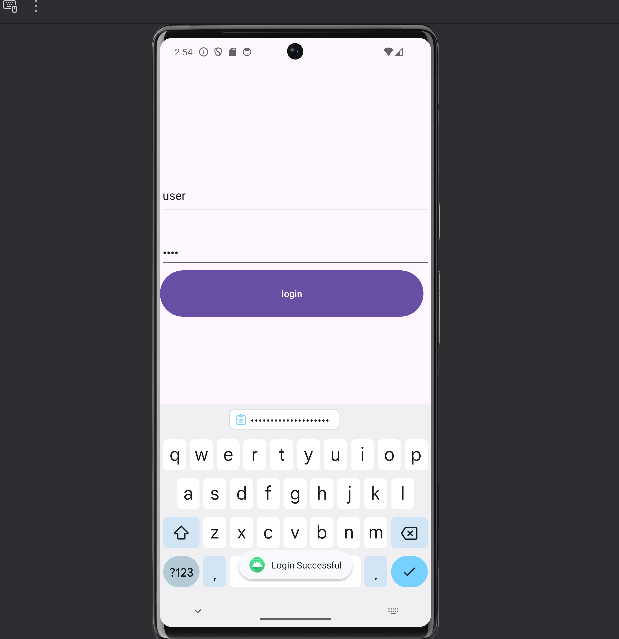 2:54
user
••••
login
••••••••••••••••••••
q w e r t y u i o p
a s d f g h j k l
z x c v b n m
?123 , .
Login Successful